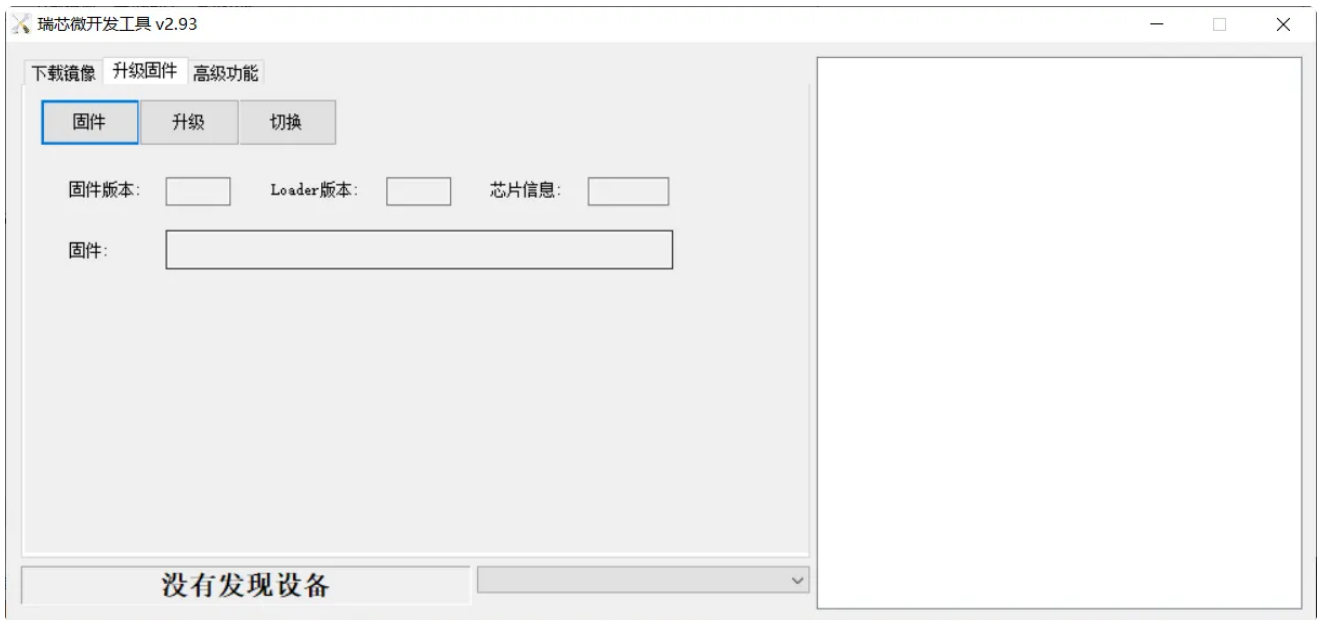 瑞芯微开发工具 v2.93
下载镜像 升级固件 高级功能
固件 升级 切换
固件版本: Loader版本: 芯片信息:
固件:
没有发现设备